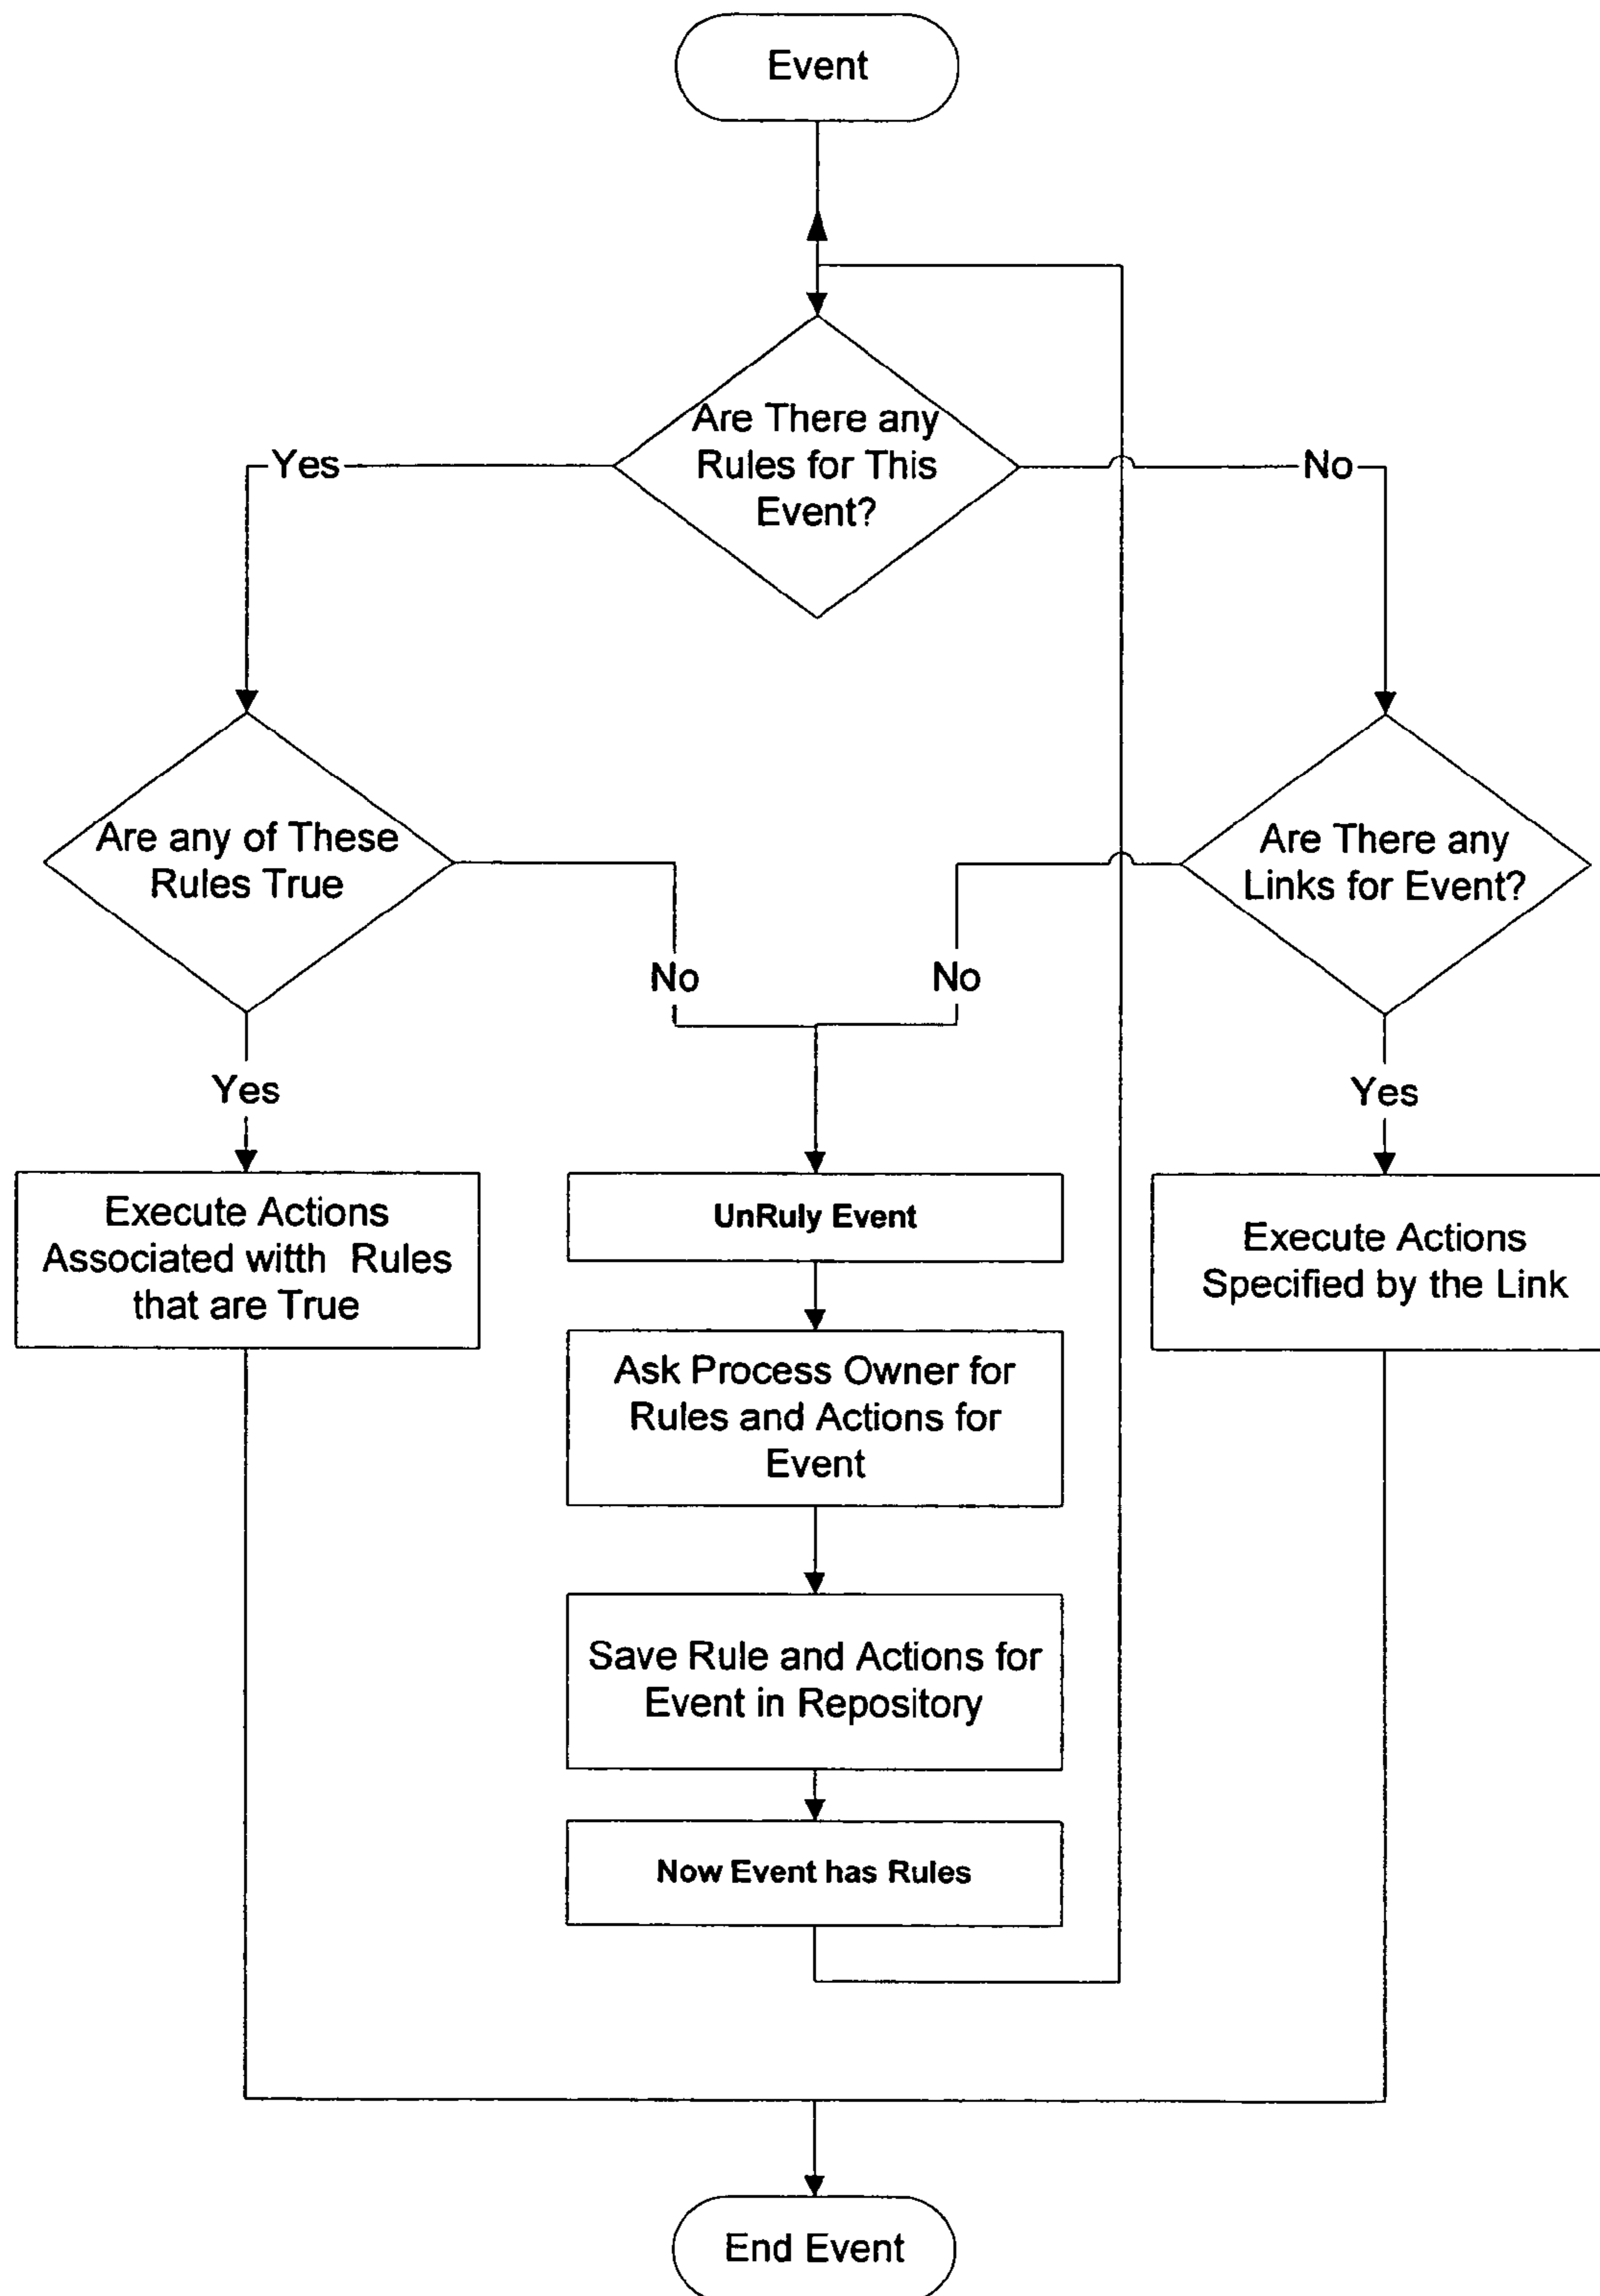 Event
Are There any
Rules for This
Event?
Yes
No
Are any of These
Rules True
Are There any
Links for Event?
No
No
Yes
Yes
Execute Actions
Associated witth Rules
that are True
UnRuly Event
Execute Actions
Specified by the Link
Ask Process Owner for
Rules and Actions for
Event
Save Rule and Actions for
Event in Repository
Now Event has Rules
End Event